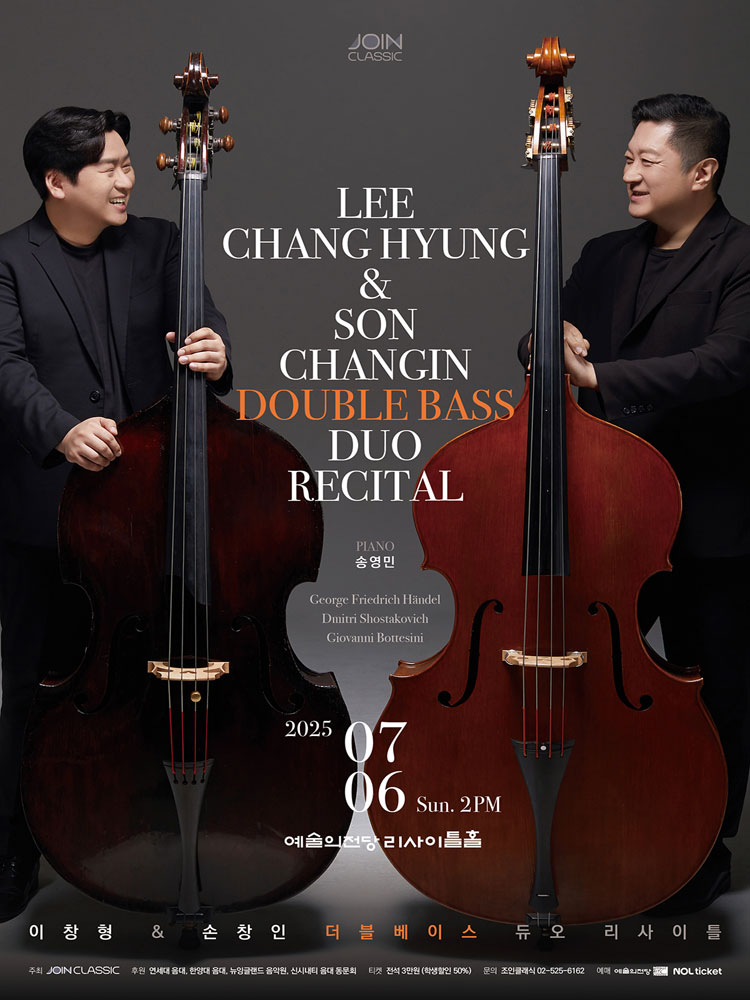 JOIN
CLASSIC
LEE
CHANG HYUNG
&
SON
CHANGIN
DOUBLE BASS
DUO
RECITAL
PIANO
송영민
George Friedrich Händel
Dmitri Shostakovich
Giovanni Bottesini
2025 07
06 Sun. 2PM
예술의전당 리사이틀홀
이창형 & 손창인 더블베이스 듀오 리사이틀
주최 JOIN CLASSIC 후원 연세대 음대, 한양대 음대, 뉴잉글랜드 음악원, 신시내티 음대 동문회 티켓 전석 3만원 (학생할인 50%) 문의 조인클래식 02-525-6162 예매 예술의전당 NOL ticket